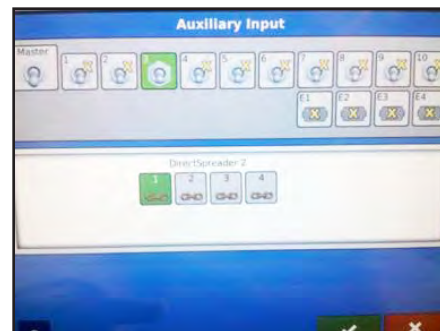 Auxiliary Input
Master 1 2 3 4 5 6 7 8 9 10
E1 E2 E3 E4
DirectSpreader 2
1 2 3 4